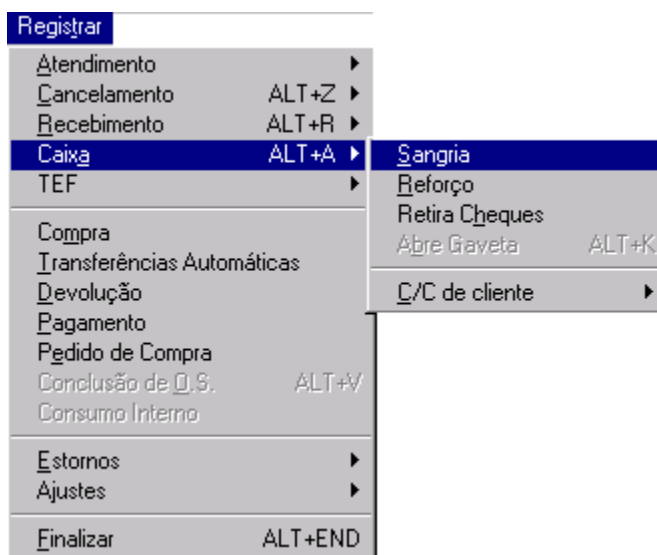 Registrar
Atendimento
Cancelamento ALT+Z
Recebimento ALT+R
Caixa ALT+A
TEF
Compra
Transferências Automáticas
Devolução
Pagamento
Pedido de Compra
Conclusão de O.S. ALT+V
Consumo Interno
Estornos
Ajustes
Finalizar ALT+END
Sangria
Reforço
Retira Cheques
Abre Gaveta ALT+K
C/C de cliente